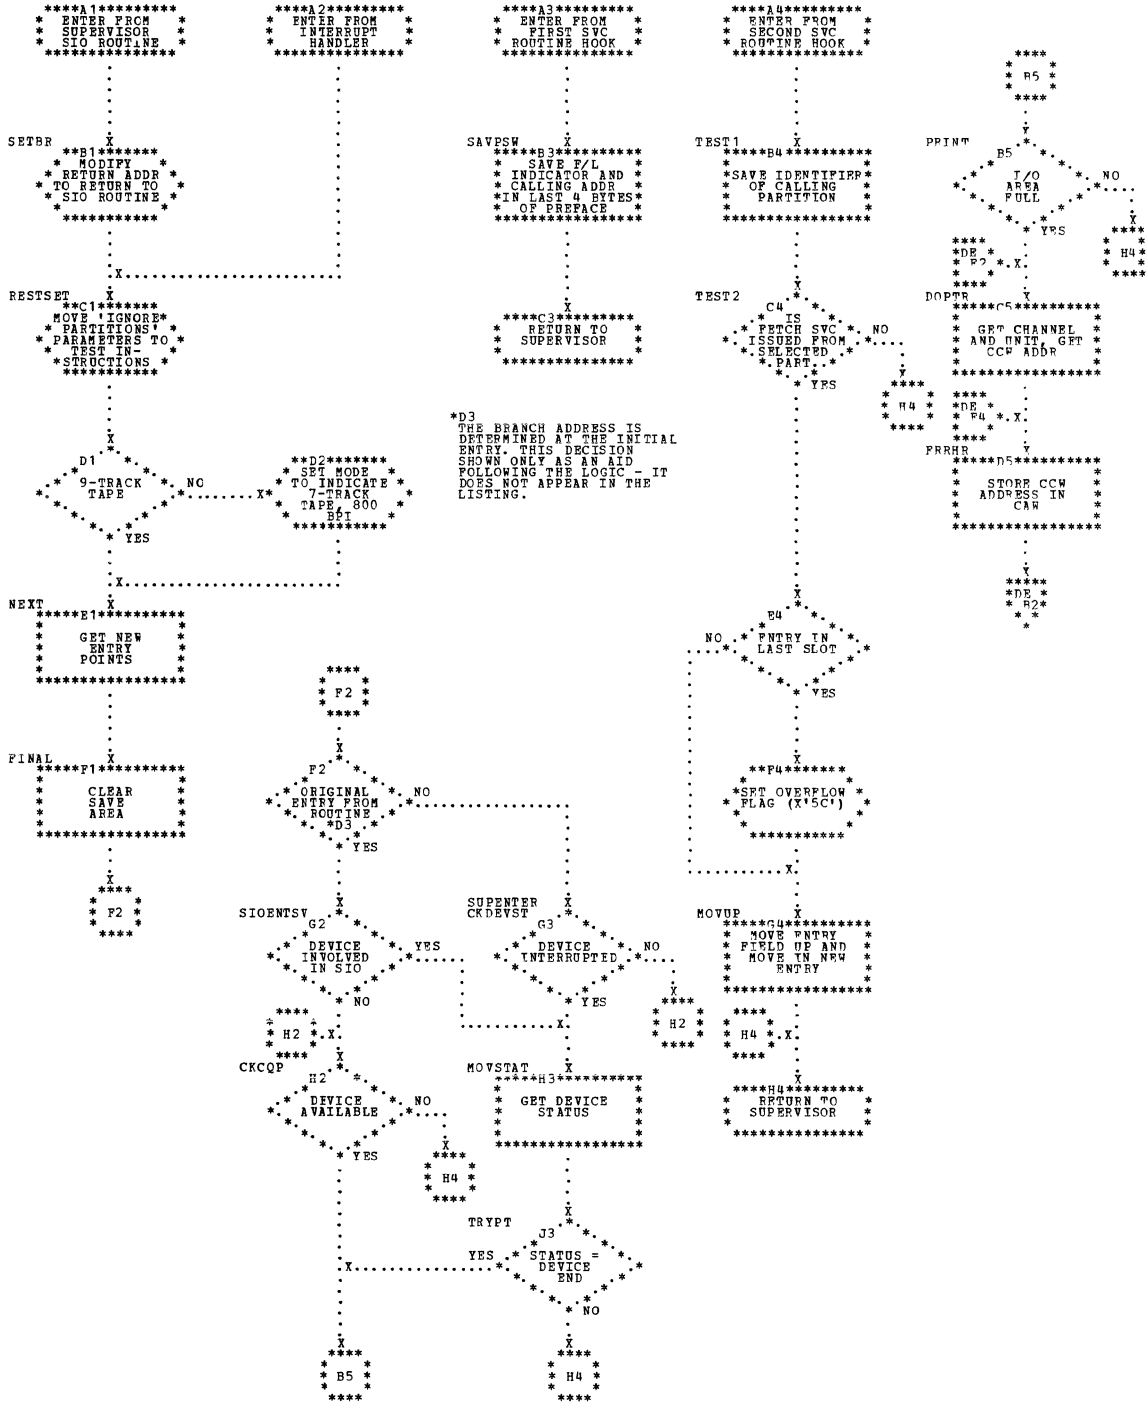 A1
ENTER FROM
SUPERVISOR
SIO ROUTINE
A2
ENTER FROM
INTERRUPT
HANDLER
A3
ENTER FROM
FIRST SVC
ROUTINE HOOK
A4
ENTER FROM
SECOND SVC
ROUTINE HOOK
B5
SETBR
B1
MODIFY
RETURN ADDR
TO RETURN TO
SIO ROUTINE
SAVPSW
B3
SAVE F/L
INDICATOR AND
CALLING ADDR
IN LAST 4 BYTES
OF PREFACE
TEST1
B4
SAVE IDENTIFIER
OF CALLING
PARTITION
PRINT
B5
I/O
AREA
FULL
NO
YES
H4
DE
F2
RESTSET
C1
MOVE 'IGNORE
PARTITIONS'
PARAMETERS TO
TEST IN-
STRUCTIONS
C3
RETURN TO
SUPERVISOR
TEST2
C4
IS
FETCH SVC
ISSUED FROM
SELECTED
PART.
NO
YES
H4
DOPTR
C5
GET CHANNEL
AND UNIT, GET
CCW ADDR
*D3
THE BRANCH ADDRESS IS
DETERMINED AT THE INITIAL
ENTRY. THIS DECISION
SHOWN ONLY AS AN AID
FOLLOWING THE LOGIC - IT
DOES NOT APPEAR IN THE
LISTING.
DE
F4
D1
9-TRACK
TAPE
NO
YES
D2
SET MODE
TO INDICATE
7-TRACK
TAPE, 800
BPI
D5
STORE CCW
ADDRESS IN
CAW
DE
B2
NEXT
E1
GET NEW
ENTRY
POINTS
E4
ENTRY IN
LAST SLOT
NO
YES
F2
FINAL
F1
CLEAR
SAVE
AREA
F2
ORIGINAL
ENTRY FROM
ROUTINE
*D3
NO
YES
F4
SET OVERFLOW
FLAG (X'5C')
F2
SIOENTSV
G2
DEVICE
INVOLVED
IN SIO
YES
NO
SUPENTER
CKDEVST
G3
DEVICE
INTERRUPTED
NO
YES
H2
MOVUP
G4
MOVE ENTRY
FIELD UP AND
MOVE IN NEW
ENTRY
H2
H4
CKCQP
H2
DEVICE
AVAILABLE
NO
YES
H4
MOVSTAT
H3
GET DEVICE
STATUS
H4
RETURN TO
SUPERVISOR
TRYPT
J3
STATUS =
DEVICE
END
YES
NO
B5
H4